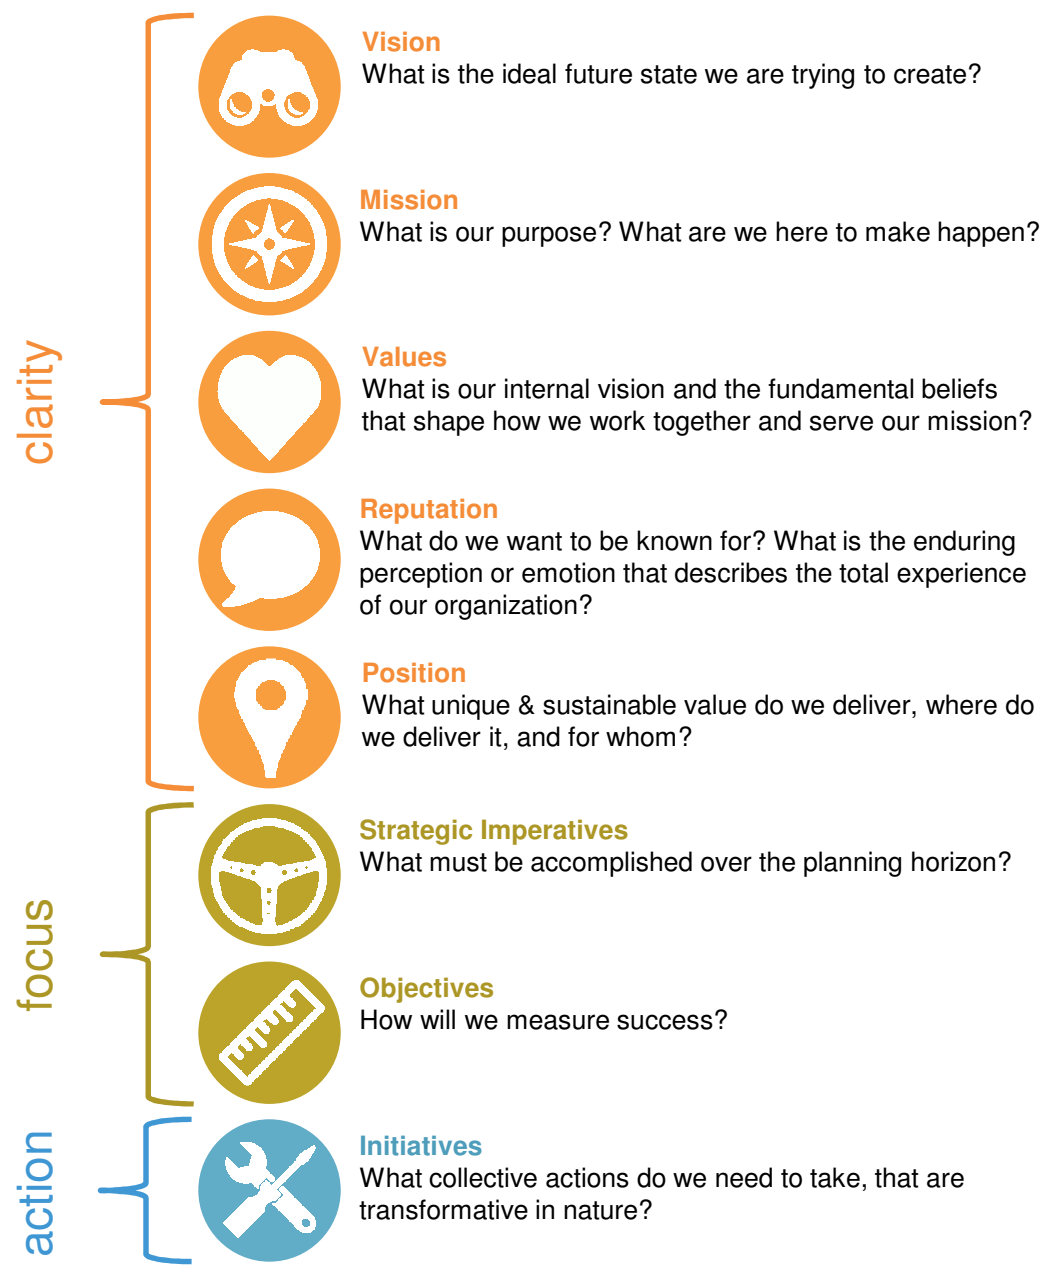 clarity
Vision
What is the ideal future state we are trying to create?
Mission
What is our purpose? What are we here to make happen?
Values
What is our internal vision and the fundamental beliefs
that shape how we work together and serve our mission?
Reputation
What do we want to be known for? What is the enduring
perception or emotion that describes the total experience
of our organization?
Position
What unique & sustainable value do we deliver, where do
we deliver it, and for whom?
focus
Strategic Imperatives
What must be accomplished over the planning horizon?
Objectives
How will we measure success?
action
Initiatives
What collective actions do we need to take, that are
transformative in nature?